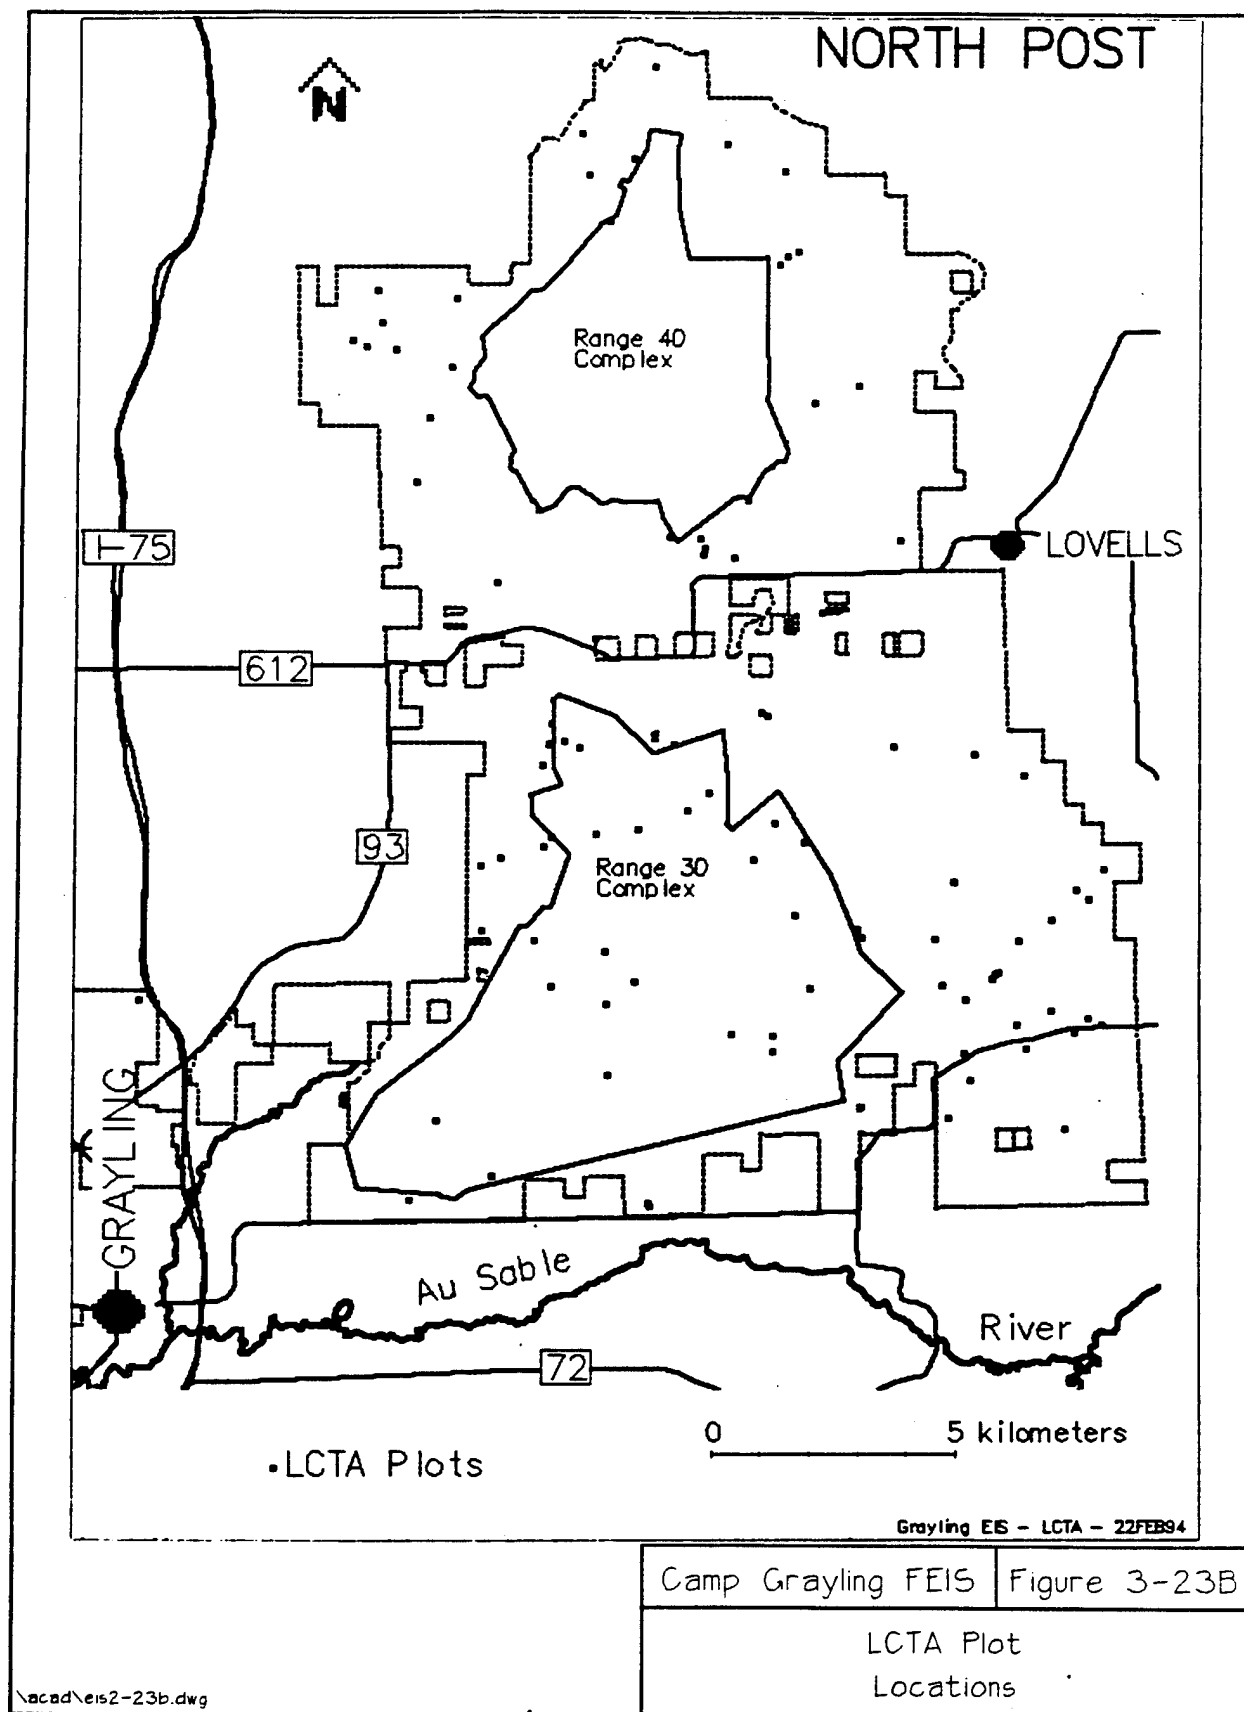 NORTH POST
N
Range 40
Complex
I-75
LOVELLS
612
93
Range 30
Complex
GRAYLING
Au Sable
River
72
0 5 kilometers
LCTA Plots
Grayling EIS - LCTA - 22FEB94
Camp Grayling FEIS
Figure 3-23B
LCTA Plot
Locations
\acad\eis2-23b.dwg